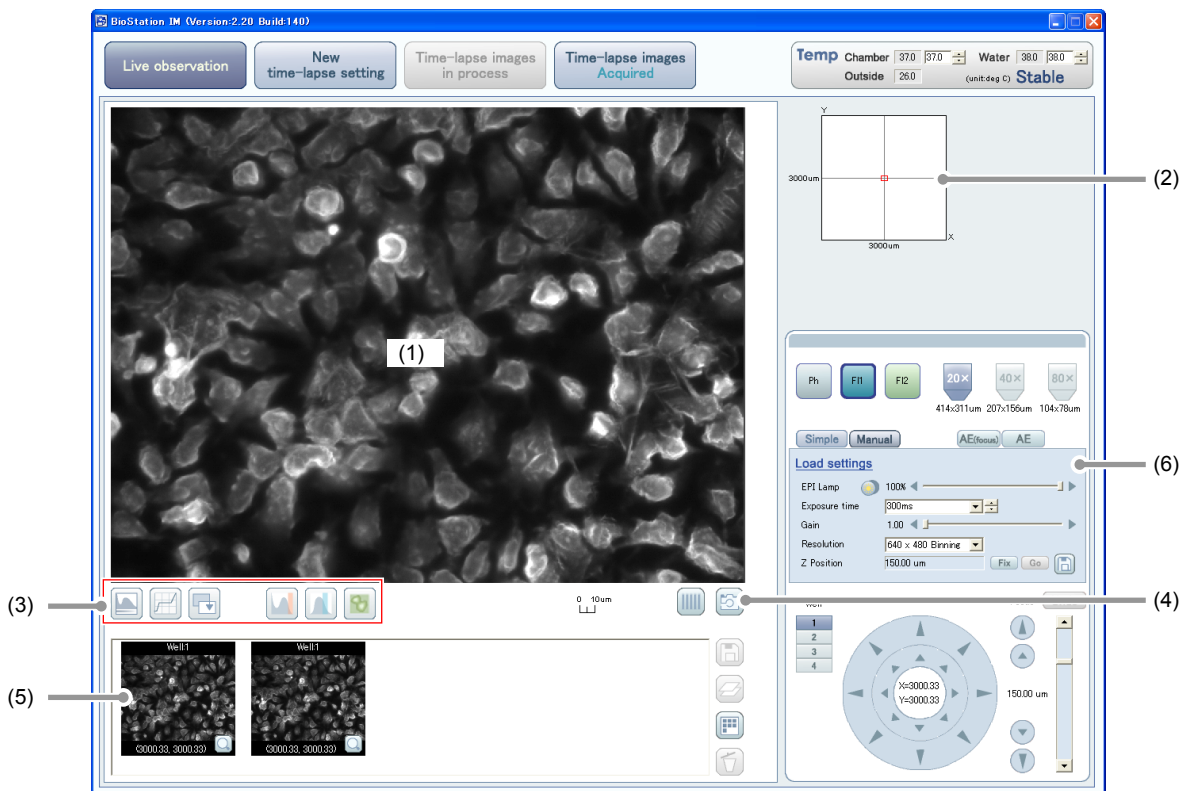 BioStation IM (Version:2.20 Build:140)
Live observation
New
time-lapse setting
Time-lapse images
in process
Time-lapse images
Acquired
Temp Chamber 37.0 37.0 Water 38.0 38.0
Outside 26.0 (unit:deg C) Stable
(1)
Y
3000um
X
3000um
(2)
Ph FI1 FI2 20× 40× 80×
414x311um 207x156um 104x78um
Simple Manual AE(focus) AE
Load settings
(6)
EPI Lamp 100%
Exposure time 300ms
Gain 1.00
Resolution 640 x 480 Binning
Z Position 150.00 um Fix Go
(3)
0 10um
(4)
1
2
3
4
X=3000.33
Y=3000.33
150.00 um
(5)
Well:1 Well:1
(3000.33, 3000.33) (3000.33, 3000.33)